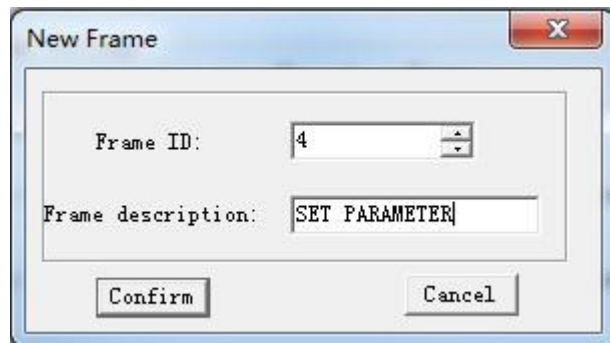 New Frame
Frame ID: 4
Frame description: SET PARAMETER
Confirm Cancel